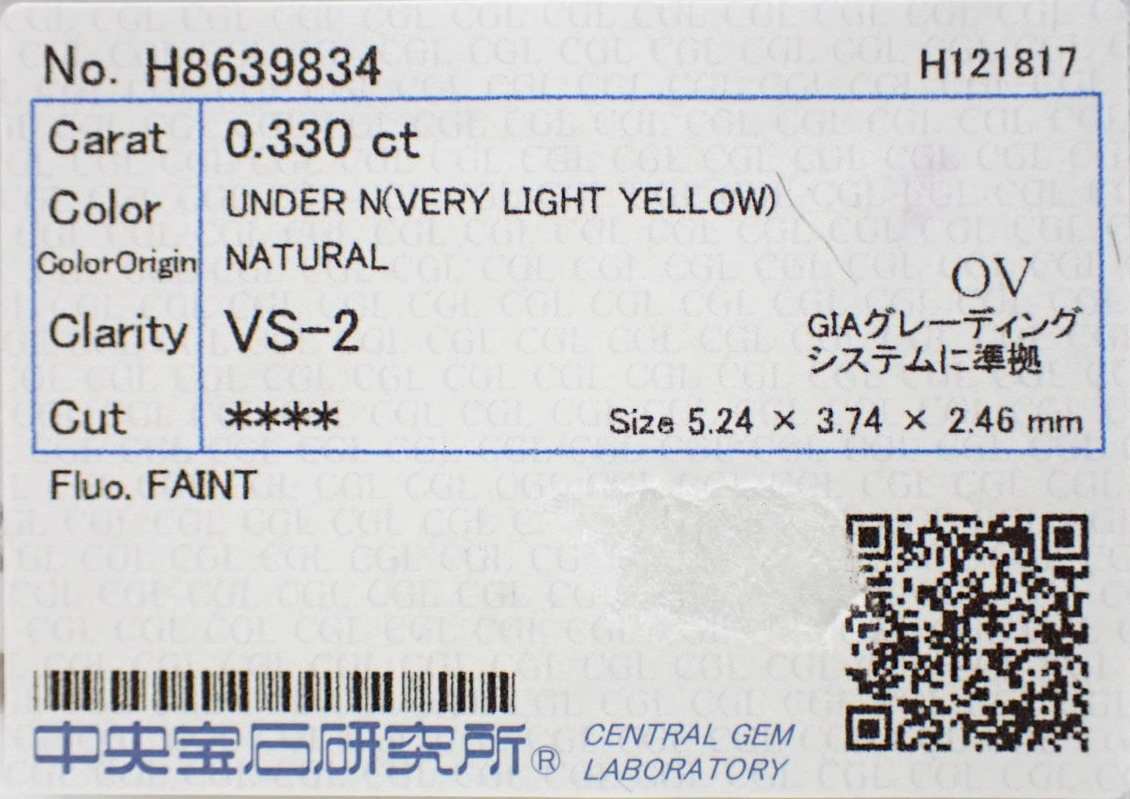 No. H8639834
H121817
Carat 0.330 ct
Color UNDER N(VERY LIGHT YELLOW)
ColorOrigin NATURAL
OV
Clarity VS-2
GIAグレーディング
システムに準拠
Cut ****
Size 5.24 × 3.74 × 2.46 mm
Fluo. FAINT
中央宝石研究所®
CENTRAL GEM
LABORATORY